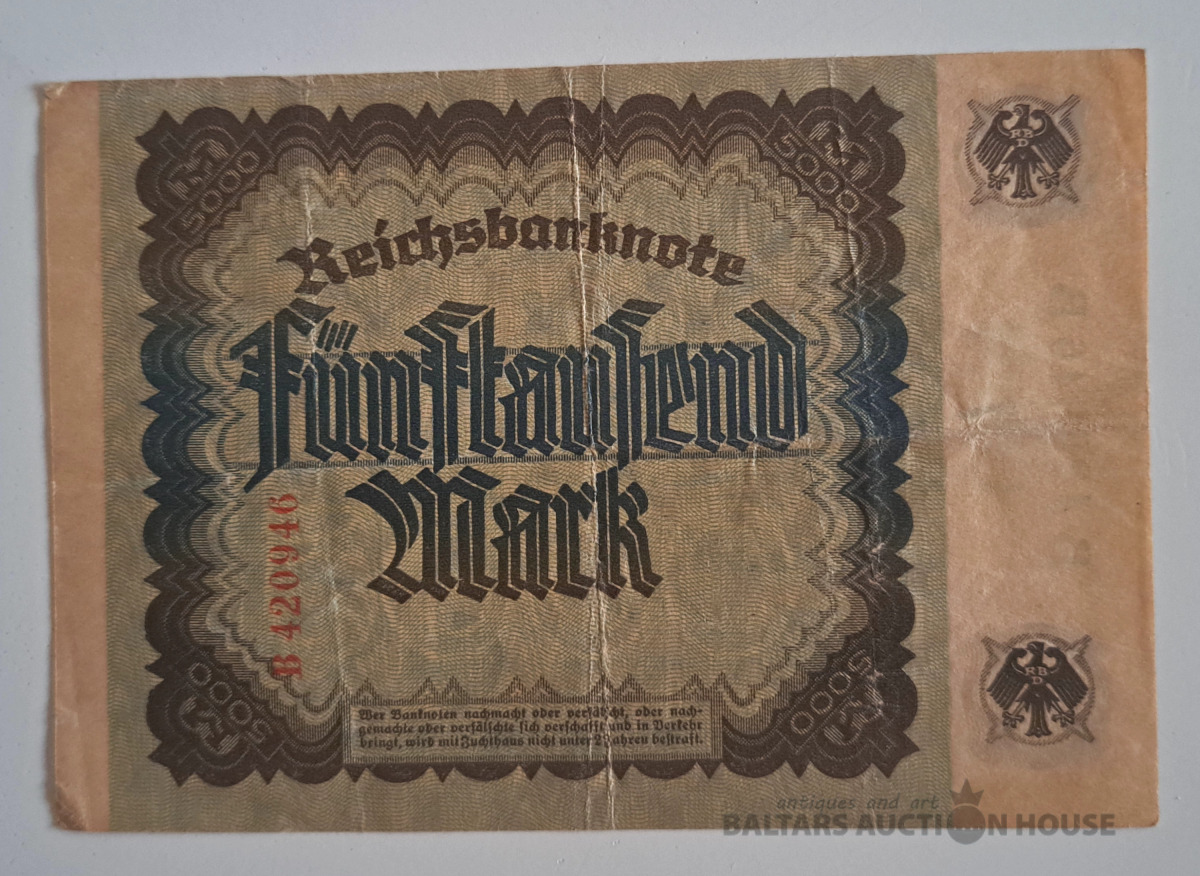 M
5000
M
5000
RB
D
Reichsbanknote
Fünftausend
Mark
B·420946
Wer Banknoten nachmacht oder verfälscht, oder nach-
gemachte oder verfälschte sich verschafft und in Verkehr
bringt, wird mit Zuchthaus nicht unter 2 Jahren bestraft.
5000
M
5000
M
RB
D
antiques and art
BALTARS AUCTION HOUSE